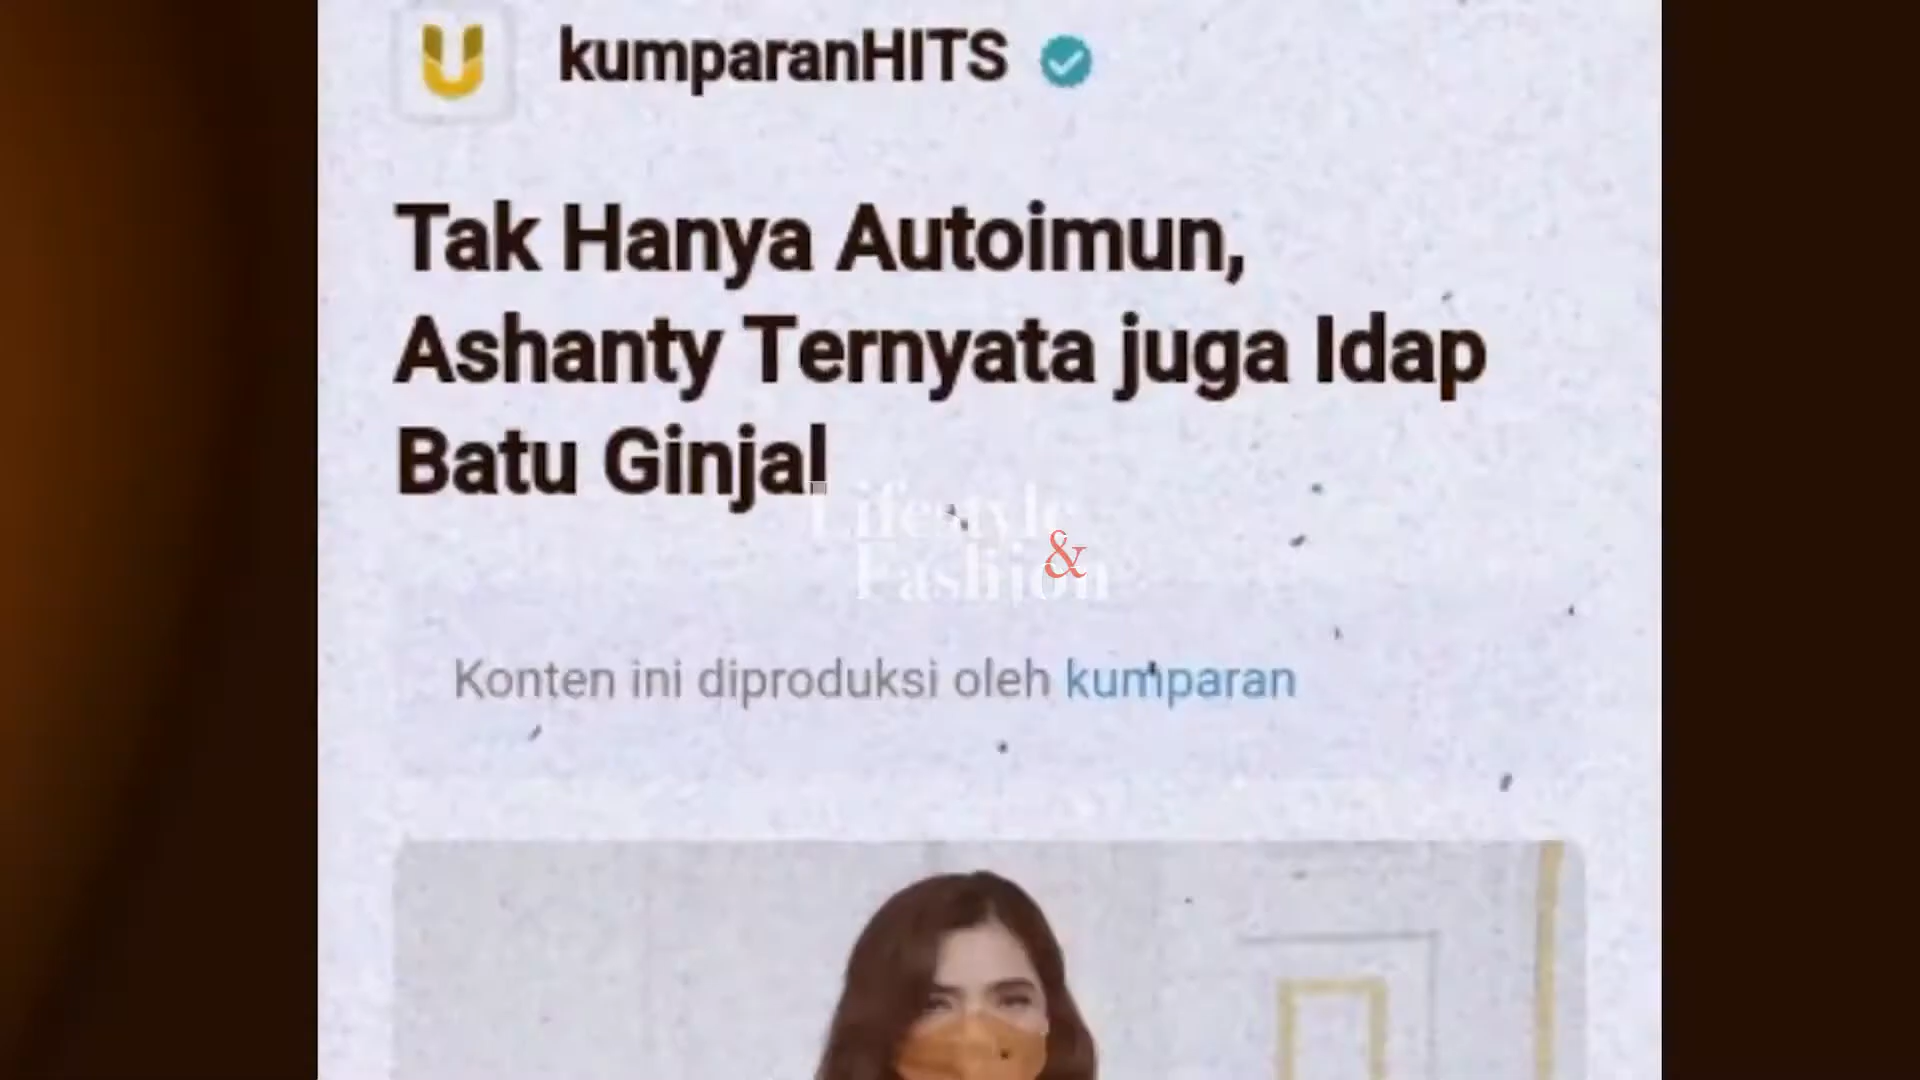 kumparanHITS
Tak Hanya Autoimun,
Ashanty Ternyata juga Idap
Batu Ginjal
Lifestyle
&
Fashion
Konten ini diproduksi oleh kumparan